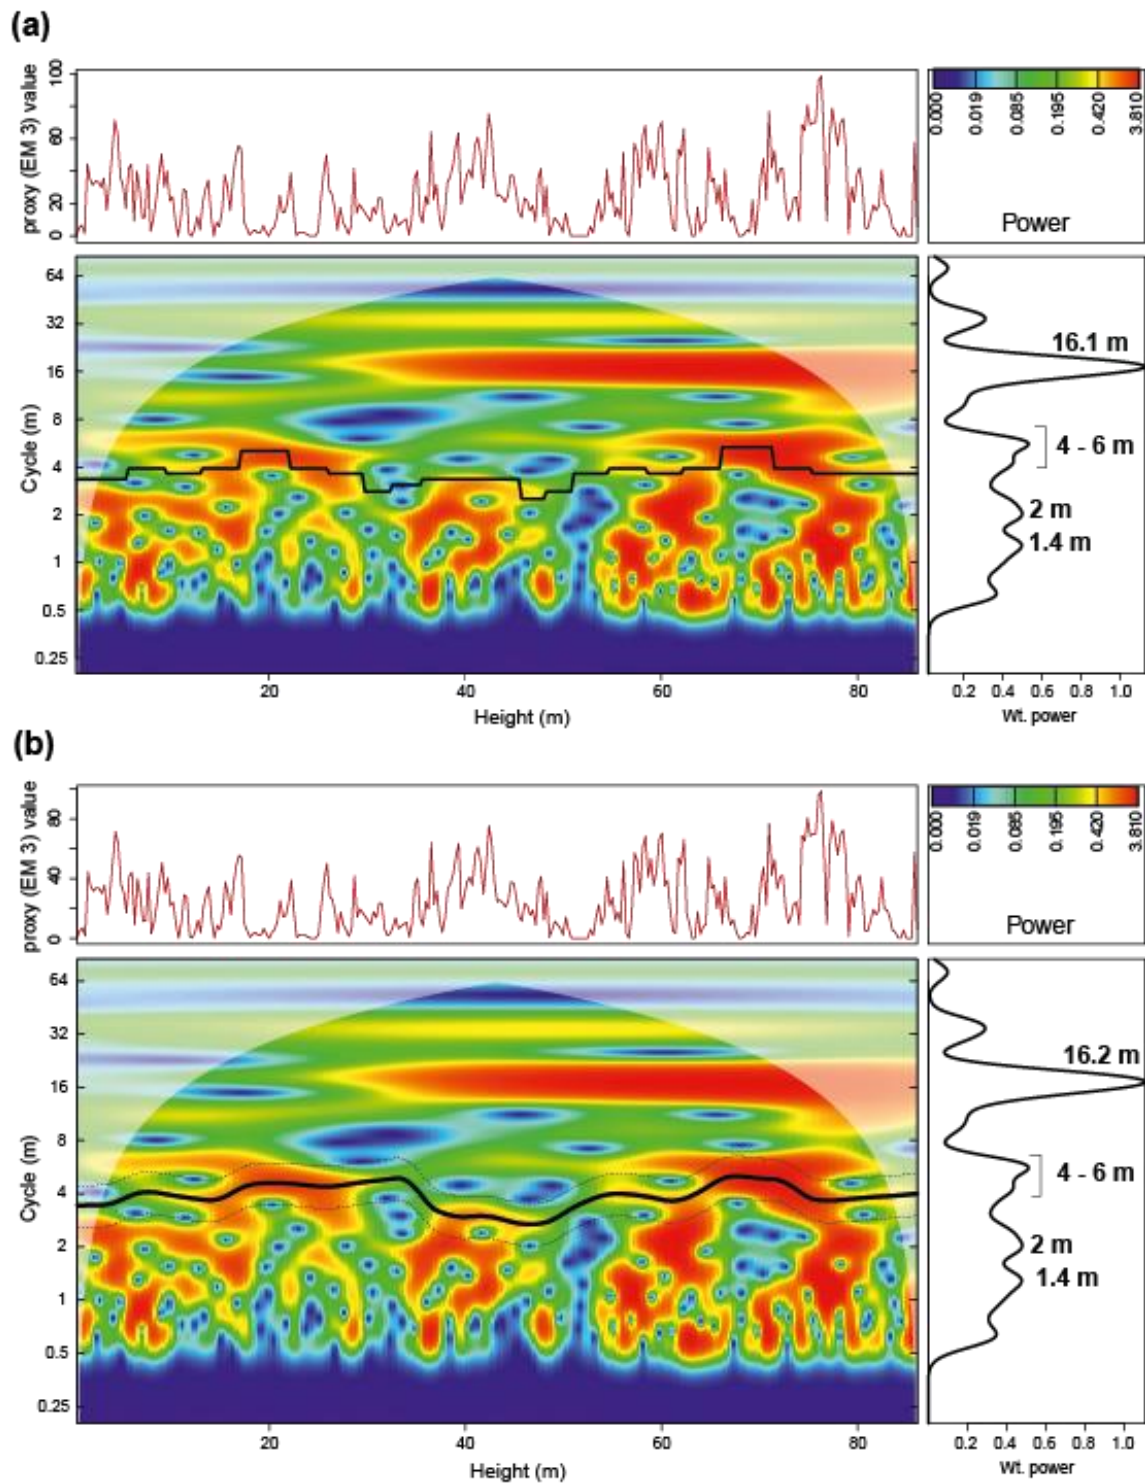 (a)
proxy (EM 3) value
100
60
20
0
0.000
0.019
0.085
0.195
0.420
3.810
Power
Cycle (m)
64
32
16
8
4
2
1
0.5
0.25
20
40
60
80
Height (m)
16.1 m
4 - 6 m
2 m
1.4 m
0.2
0.4
0.6
0.8
1.0
Wt. power
(b)
proxy (EM 3) value
80
40
0
0.000
0.019
0.085
0.195
0.420
3.810
Power
Cycle (m)
64
32
16
8
4
2
1
0.5
0.25
20
40
60
80
Height (m)
16.2 m
4 - 6 m
2 m
1.4 m
0.2
0.4
0.6
0.8
1.0
Wt. power